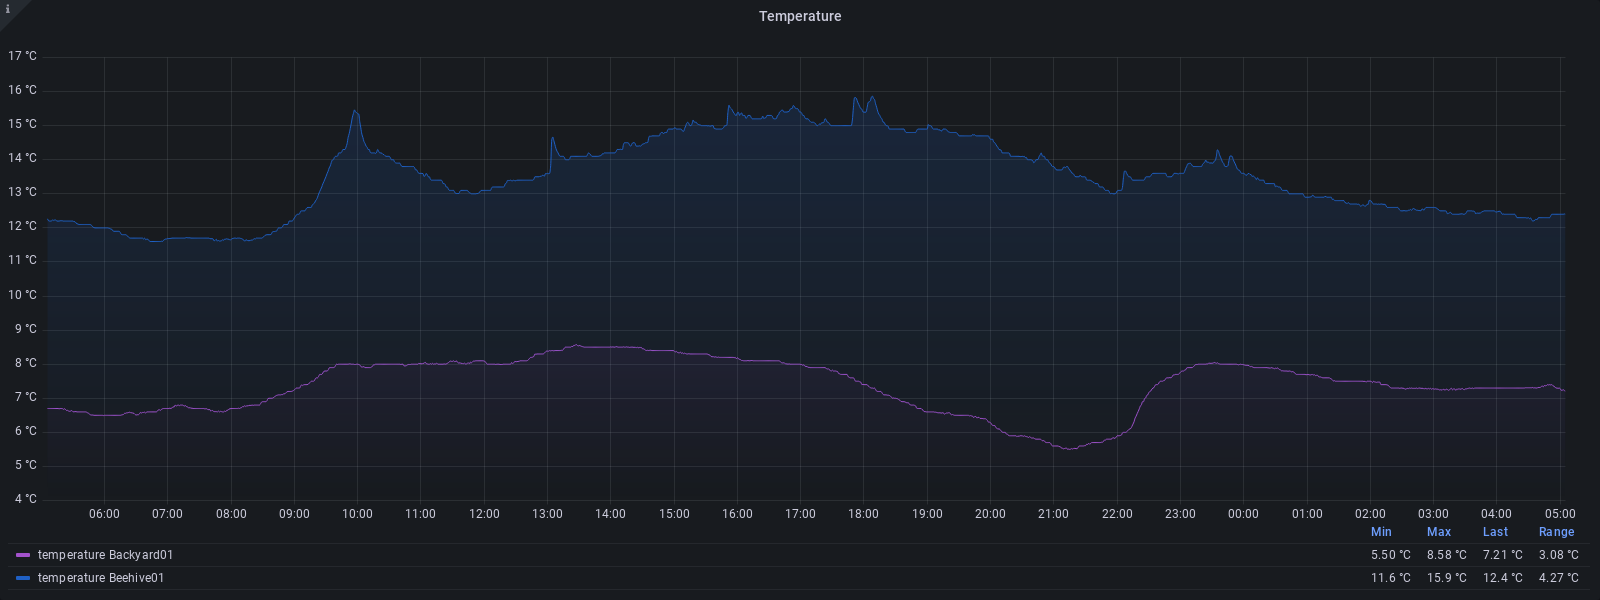 i
Temperature
17 °C
16 °C
15 °C
14 °C
13 °C
12 °C
11 °C
10 °C
9 °C
8 °C
7 °C
6 °C
5 °C
4 °C
06:00 07:00 08:00 09:00 10:00 11:00 12:00 13:00 14:00 15:00 16:00 17:00 18:00 19:00 20:00 21:00 22:00 23:00 00:00 01:00 02:00 03:00 04:00 05:00
Min Max Last Range
temperature Backyard01 5.50 °C 8.58 °C 7.21 °C 3.08 °C
temperature Beehive01 11.6 °C 15.9 °C 12.4 °C 4.27 °C